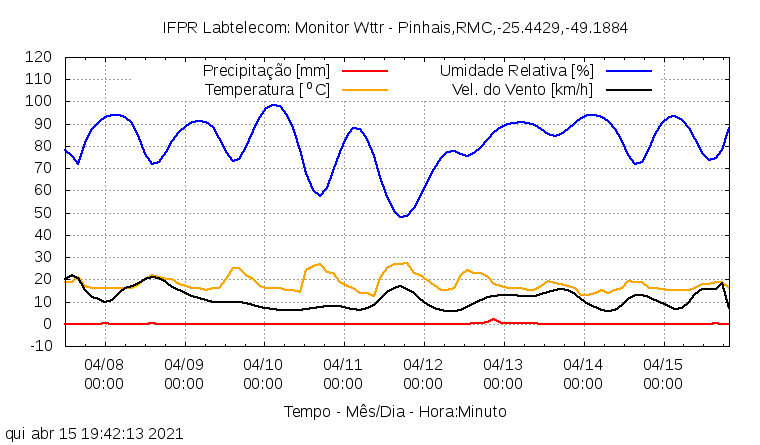 IFPR Labtelecom: Monitor Wttr - Pinhais,RMC,-25.4429,-49.1884
120
110
100
90
80
70
60
50
40
30
20
10
0
-10
Precipitação [mm]
Temperatura [⁰C]
Umidade Relativa [%]
Vel. do Vento [km/h]
04/08 04/09 04/10 04/11 04/12 04/13 04/14 04/15
00:00 00:00 00:00 00:00 00:00 00:00 00:00 00:00
Tempo - Mês/Dia - Hora:Minuto
qui abr 15 19:42:13 2021